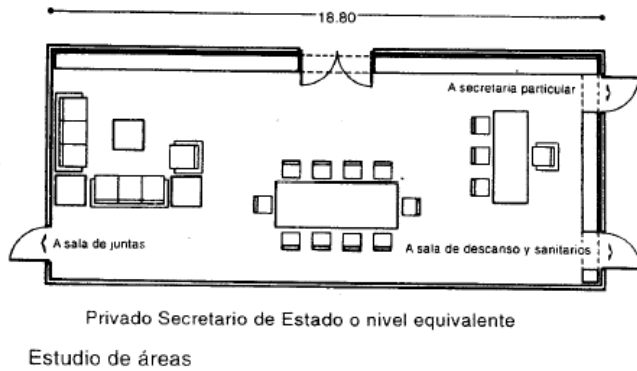 18.80
A secretaria particular
A sala de juntas
A sala de descanso y sanitarios
Privado Secretario de Estado o nivel equivalente
Estudio de áreas